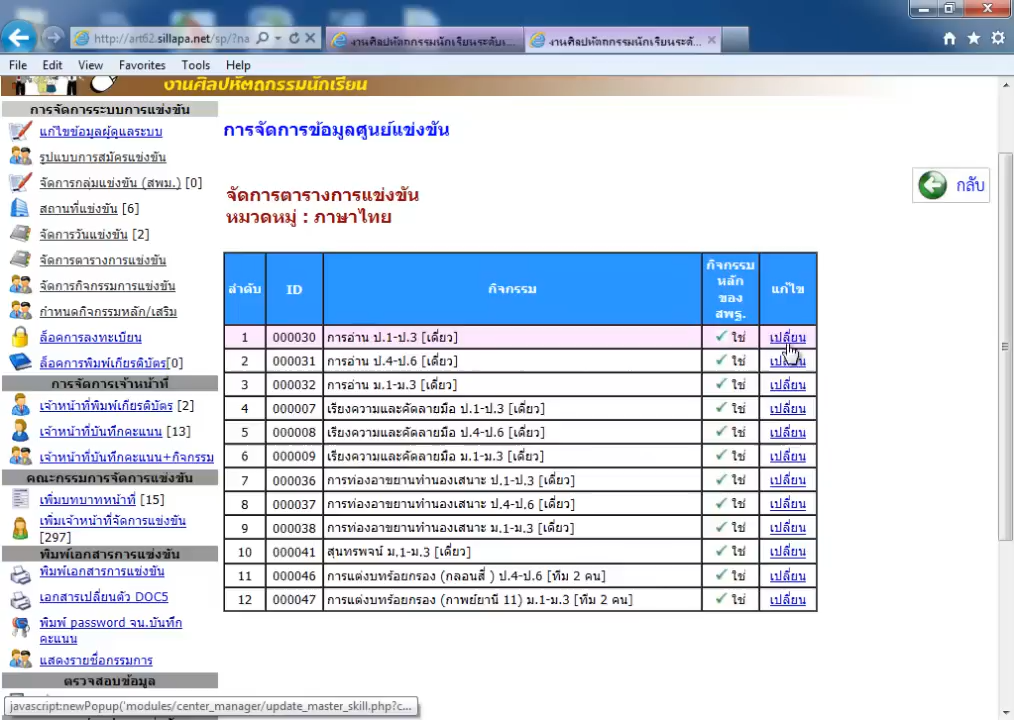 http://art62.sillapa.net/sp/?na
งานศิลปหัตถกรรมนักเรียนระดับ...
งานศิลปหัตถกรรมนักเรียนระดั...
File Edit View Favorites Tools Help
งานศิลปหัตถกรรมนักเรียน
การจัดการระบบการแข่งขัน
แก้ไขข้อมูลผู้ดูแลระบบ
รูปแบบการสมัครแข่งขัน
จัดการกลุ่มแข่งขัน (สพม.) [0]
สถานที่แข่งขัน [6]
จัดการวันแข่งขัน [2]
จัดการตารางการแข่งขัน
จัดการกิจกรรมการแข่งขัน
กำหนดกิจกรรมหลัก/เสริม
ล็อคการลงทะเบียน
ล็อคการพิมพ์เกียรติบัตร[0]
การจัดการเจ้าหน้าที่
เจ้าหน้าที่พิมพ์เกียรติบัตร [2]
เจ้าหน้าที่บันทึกคะแนน [13]
เจ้าหน้าที่บันทึกคะแนน+กิจกรรม
คณะกรรมการจัดการแข่งขัน
เพิ่มบทบาทหน้าที่ [15]
เพิ่มเจ้าหน้าที่จัดการแข่งขัน
[297]
พิมพ์เอกสารการแข่งขัน
พิมพ์เอกสารการแข่งขัน
เอกสารเปลี่ยนตัว DOC5
พิมพ์ password จน.บันทึก
คะแนน
แสดงรายชื่อกรรมการ
ตรวจสอบข้อมูล
การจัดการข้อมูลศูนย์แข่งขัน
กลับ
จัดการตารางการแข่งขัน
หมวดหมู่ : ภาษาไทย
ลำดับ ID กิจกรรม กิจกรรมหลักของ สพฐ. แก้ไข
1 000030 การอ่าน ป.1-ป.3 [เดี่ยว] ✓ ใช่ เปลี่ยน
2 000031 การอ่าน ป.4-ป.6 [เดี่ยว] ✓ ใช่ เปลี่ยน
3 000032 การอ่าน ม.1-ม.3 [เดี่ยว] ✓ ใช่ เปลี่ยน
4 000007 เรียงความและคัดลายมือ ป.1-ป.3 [เดี่ยว] ✓ ใช่ เปลี่ยน
5 000008 เรียงความและคัดลายมือ ป.4-ป.6 [เดี่ยว] ✓ ใช่ เปลี่ยน
6 000009 เรียงความและคัดลายมือ ม.1-ม.3 [เดี่ยว] ✓ ใช่ เปลี่ยน
7 000036 การท่องอาขยานทำนองเสนาะ ป.1-ป.3 [เดี่ยว] ✓ ใช่ เปลี่ยน
8 000037 การท่องอาขยานทำนองเสนาะ ป.4-ป.6 [เดี่ยว] ✓ ใช่ เปลี่ยน
9 000038 การท่องอาขยานทำนองเสนาะ ม.1-ม.3 [เดี่ยว] ✓ ใช่ เปลี่ยน
10 000041 สุนทรพจน์ ม.1-ม.3 [เดี่ยว] ✓ ใช่ เปลี่ยน
11 000046 การแต่งบทร้อยกรอง (กลอนสี่ ) ป.4-ป.6 [ทีม 2 คน] ✓ ใช่ เปลี่ยน
12 000047 การแต่งบทร้อยกรอง (กาพย์ยานี 11) ม.1-ม.3 [ทีม 2 คน] ✓ ใช่ เปลี่ยน
javascript:newPopup('modules/center_manager/update_master_skill.php?c...